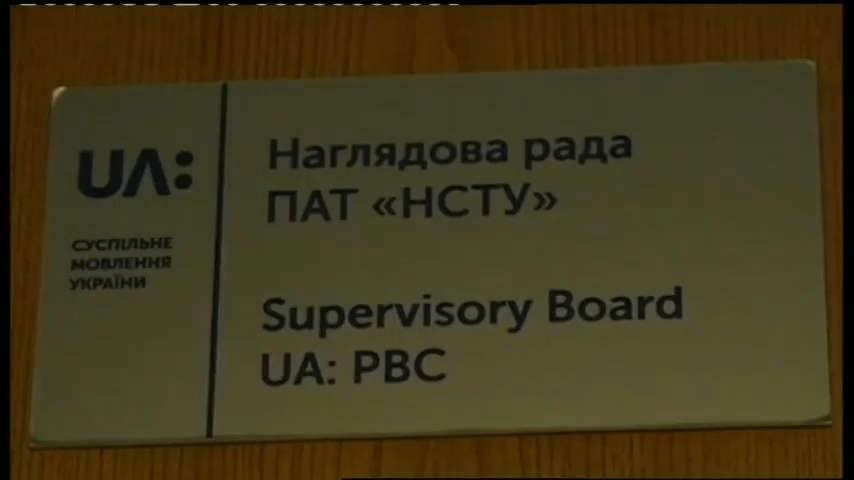 UA:
СУСПІЛЬНЕ
МОВЛЕННЯ
УКРАЇНИ
Наглядова рада
ПАТ «НСТУ»
Supervisory Board
UA: PBC